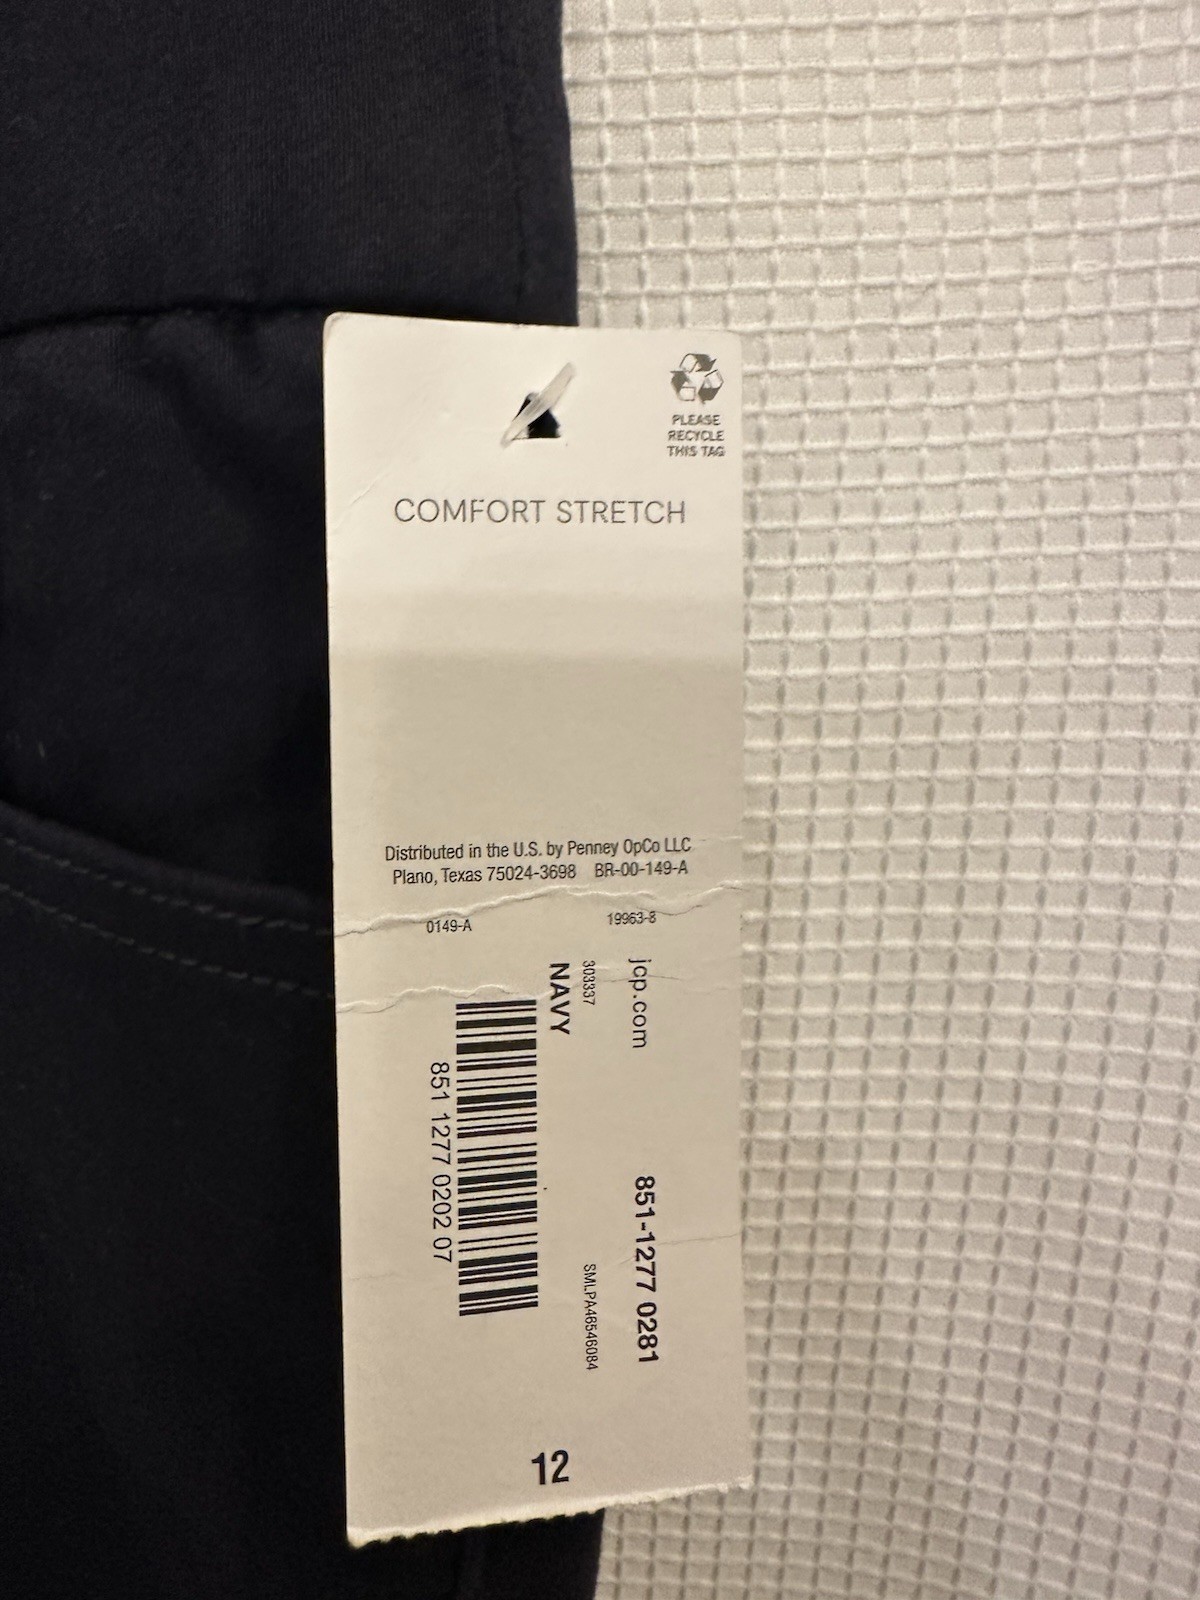 PLEASE
RECYCLE
THIS TAG
COMFORT STRETCH
Distributed in the U.S. by Penney OpCo LLC
Plano, Texas 75024-3698 BR-00-149-A
0149-A 19963-8
jcp.com 851-1277 0281
303337 SMLPA46546084
NAVY
851 1277 0202 07
12